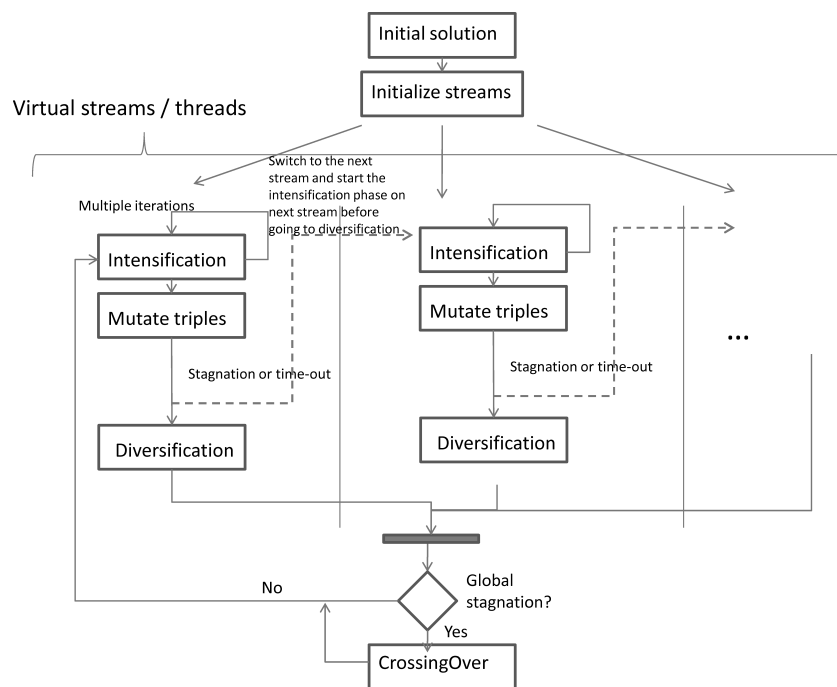 Initial solution
Initialize streams
Virtual streams / threads
Switch to the next
stream and start the
intensification phase on
next stream before
going to diversification
Multiple iterations
Intensification
Mutate triples
Stagnation or time-out
Diversification
Intensification
Mutate triples
Stagnation or time-out
Diversification
...
No
Global
stagnation?
Yes
CrossingOver